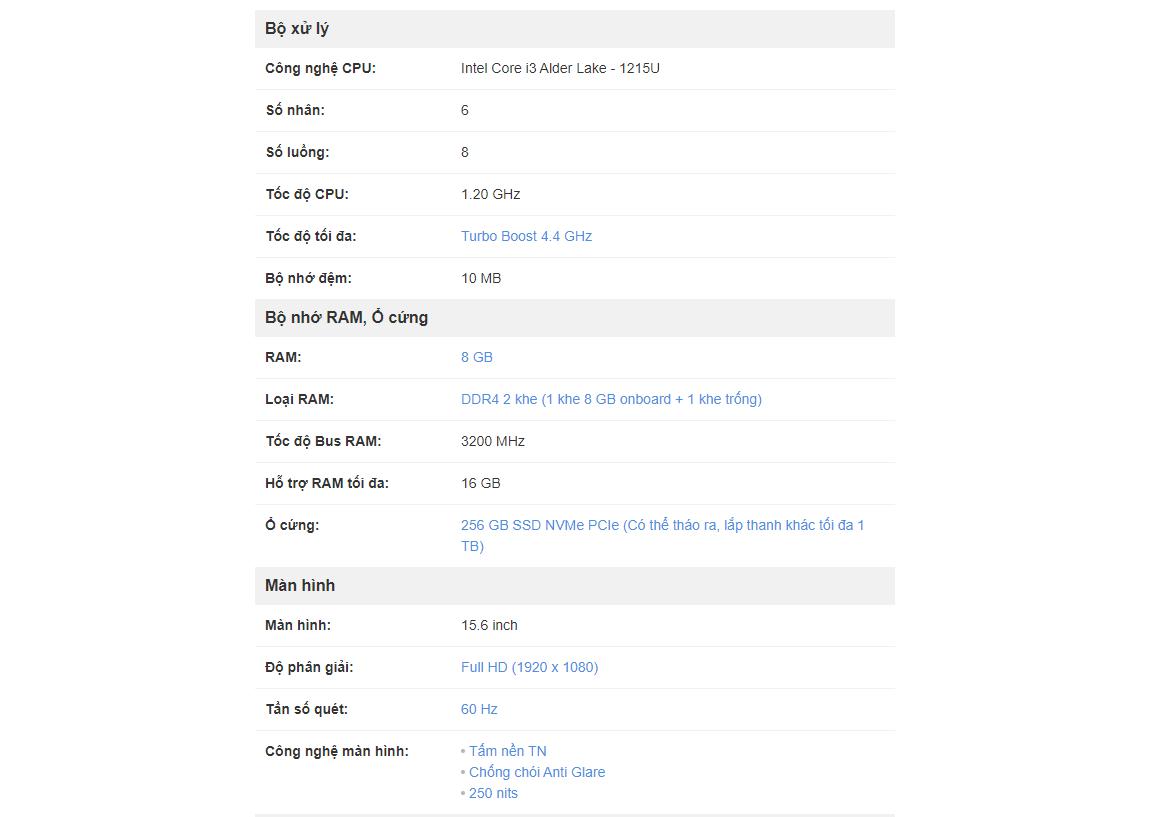 Bộ xử lý
Công nghệ CPU: Intel Core i3 Alder Lake - 1215U
Số nhân: 6
Số luồng: 8
Tốc độ CPU: 1.20 GHz
Tốc độ tối đa: Turbo Boost 4.4 GHz
Bộ nhớ đệm: 10 MB
Bộ nhớ RAM, Ổ cứng
RAM: 8 GB
Loại RAM: DDR4 2 khe (1 khe 8 GB onboard + 1 khe trống)
Tốc độ Bus RAM: 3200 MHz
Hỗ trợ RAM tối đa: 16 GB
Ổ cứng: 256 GB SSD NVMe PCIe (Có thể tháo ra, lắp thanh khác tối đa 1
TB)
Màn hình
Màn hình: 15.6 inch
Độ phân giải: Full HD (1920 x 1080)
Tần số quét: 60 Hz
Công nghệ màn hình: • Tấm nền TN
• Chống chói Anti Glare
• 250 nits